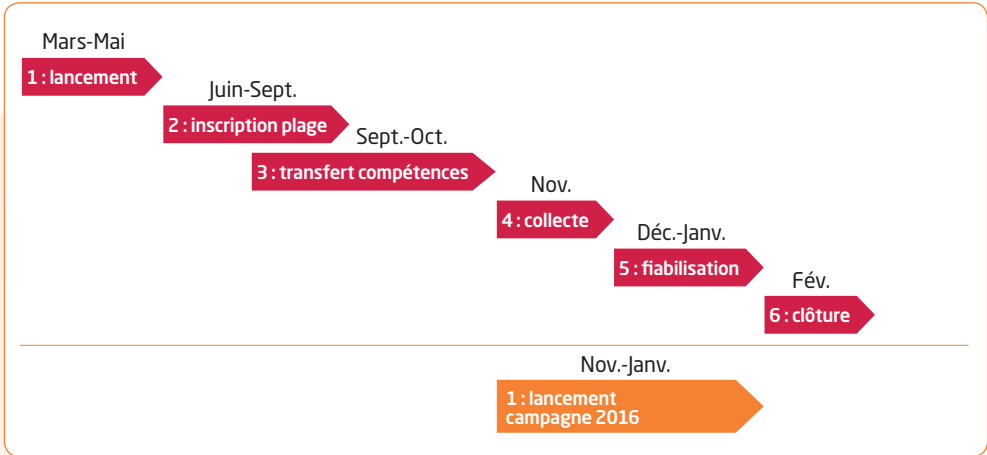 Mars-Mai
1 : lancement
Juin-Sept.
2 : inscription plage
Sept.-Oct.
3 : transfert compétences
Nov.
4 : collecte
Déc.-Janv.
5 : fiabilisation
Fév.
6 : clôture
Nov.-Janv.
1 : lancement
campagne 2016